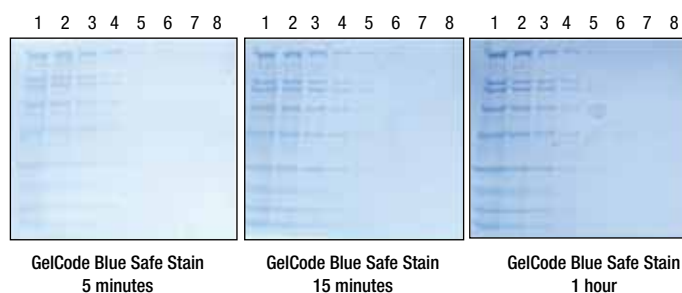 1 2 3 4 5 6 7 8
1 2 3 4 5 6 7 8
1 2 3 4 5 6 7 8
GelCode Blue Safe Stain
5 minutes
GelCode Blue Safe Stain
15 minutes
GelCode Blue Safe Stain
1 hour